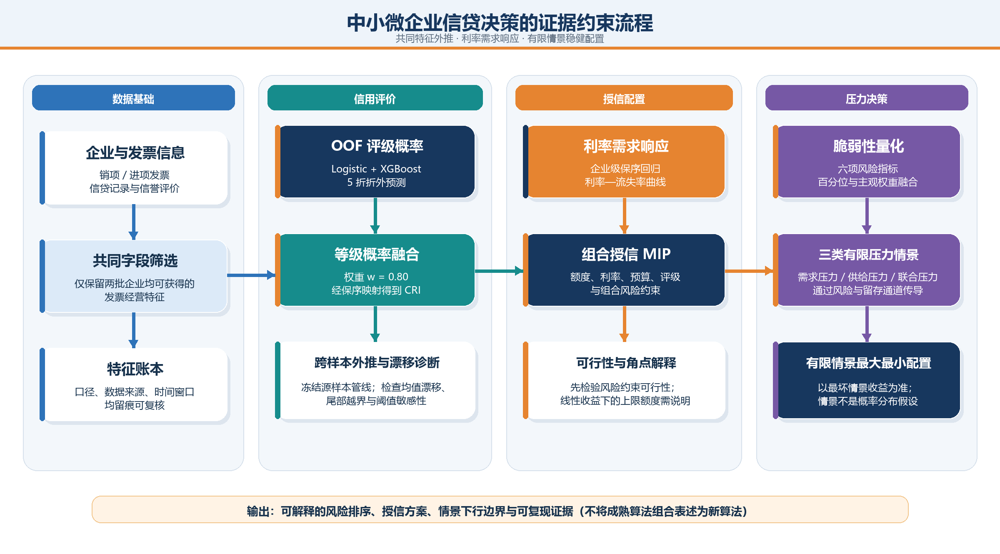 中小微企业信贷决策的证据约束流程
共同特征外推 · 利率需求响应 · 有限情景稳健配置
数据基础
企业与发票信息
销项 / 进项发票
信贷记录与信誉评价
共同字段筛选
仅保留两批企业均可获得的
发票经营特征
特征账本
口径、数据来源、时间窗口
均留痕可复核
信用评价
OOF 评级概率
Logistic + XGBoost
5 折折外预测
等级概率融合
权重 w = 0.80
经保序映射得到 CRI
跨样本外推与漂移诊断
冻结源样本管线；检查均值漂移、
尾部越界与阈值敏感性
授信配置
利率需求响应
企业级保序回归
利率—流失率曲线
组合授信 MIP
额度、利率、预算、评级
与组合风险约束
可行性与角点解释
先检验风险约束可行性；
线性收益下的上限额度需说明
压力决策
脆弱性量化
六项风险指标
百分位与主观权重融合
三类有限压力情景
需求压力 / 供给压力 / 联合压力
通过风险与留存通道传导
有限情景最大最小配置
以最坏情景收益为准；
情景不是概率分布假设
输出：可解释的风险排序、授信方案、情景下行边界与可复现证据（不将成熟算法组合表述为新算法）